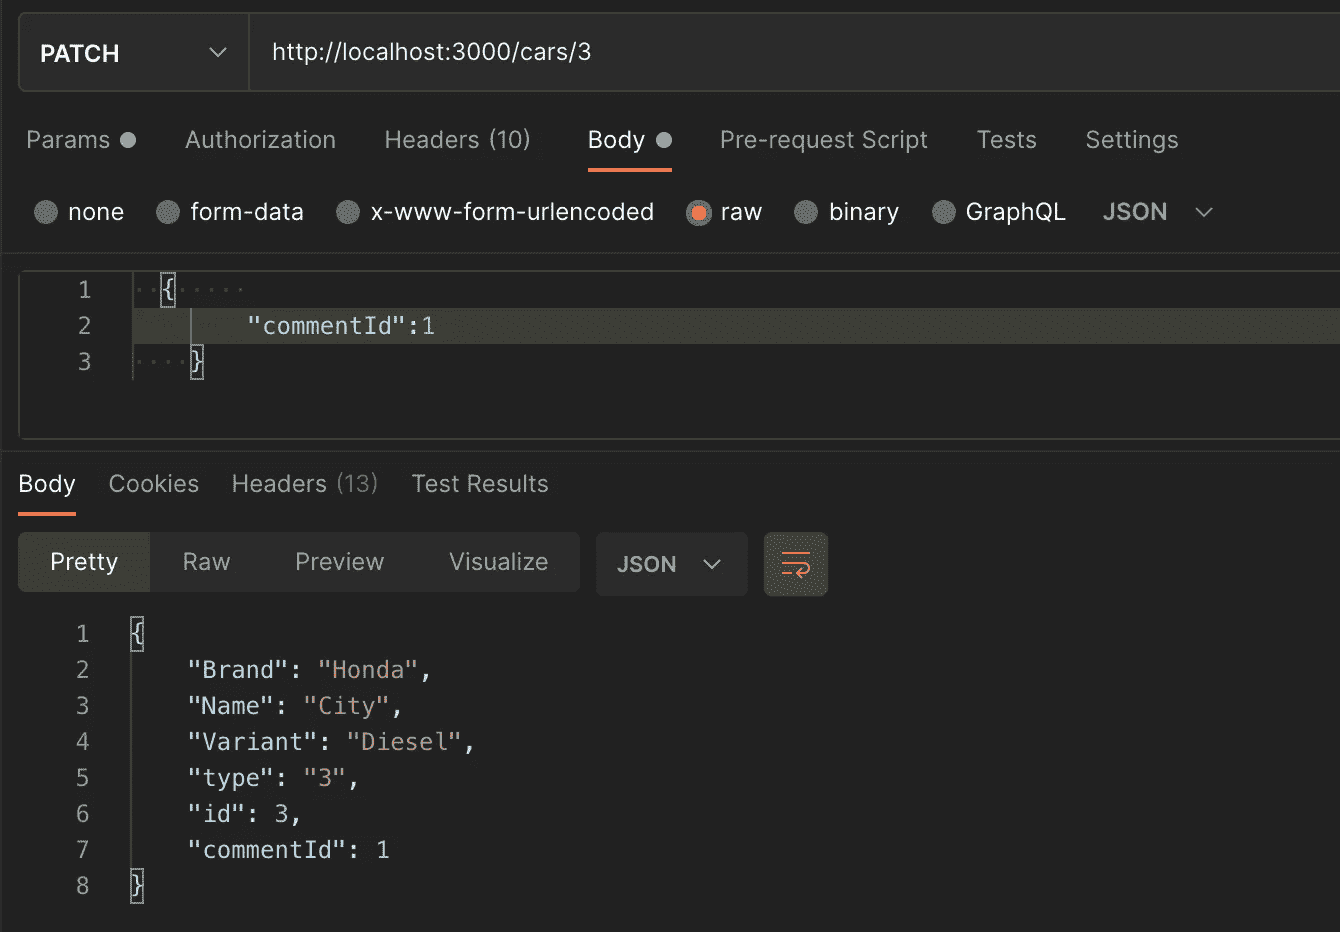 PATCH http://localhost:3000/cars/3
Params Authorization Headers (10) Body Pre-request Script Tests Settings
none form-data x-www-form-urlencoded raw binary GraphQL JSON
1 {
2 "commentId":1
3 }
Body Cookies Headers (13) Test Results
Pretty Raw Preview Visualize JSON
1 {
2 "Brand": "Honda",
3 "Name": "City",
4 "Variant": "Diesel",
5 "type": "3",
6 "id": 3,
7 "commentId": 1
8 }